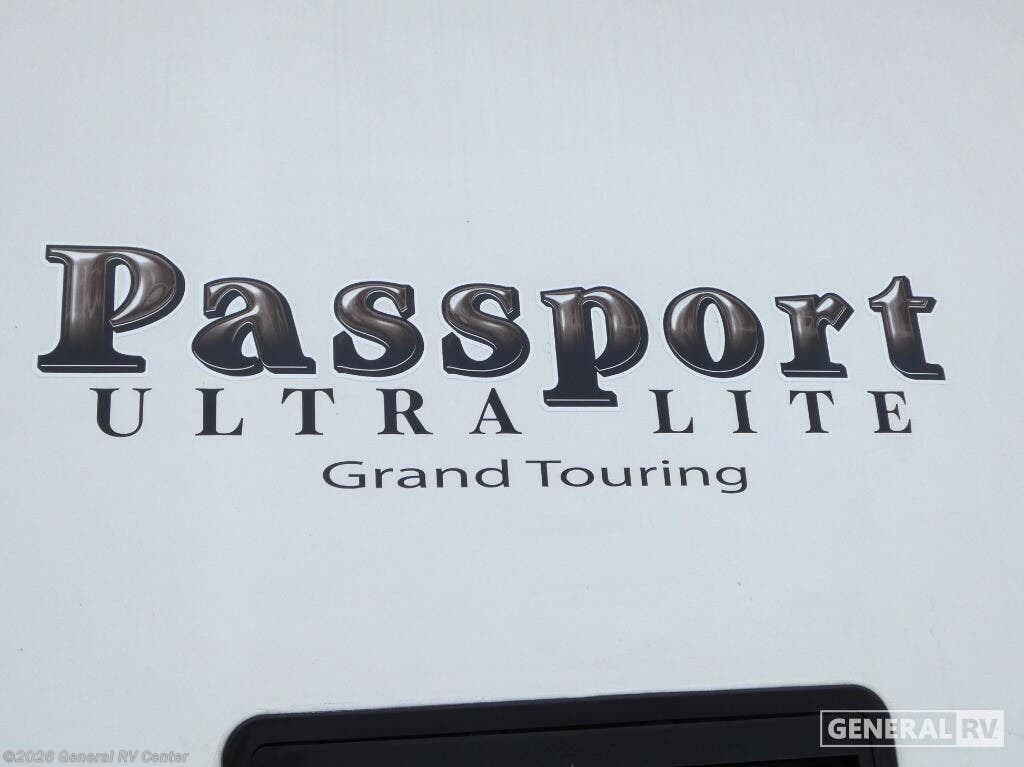 Passport
ULTRA LITE
Grand Touring
GENERAL RV
©2026 General RV Center